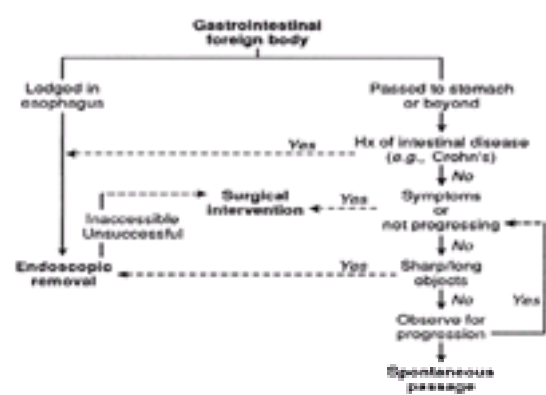 Gastrointestinal
foreign body
Lodged in
esophagus
Passed to stomach
or beyond
Yes
Hx of intestinal disease
(e.g., Crohn's)
No
Surgical
intervention
Yes
Symptoms
or
not progressing
Inaccessible
Unsuccessful
No
Endoscopic
removal
Yes
Sharp/long
objects
No
Yes
Observe for
progression
Spontaneous
passage